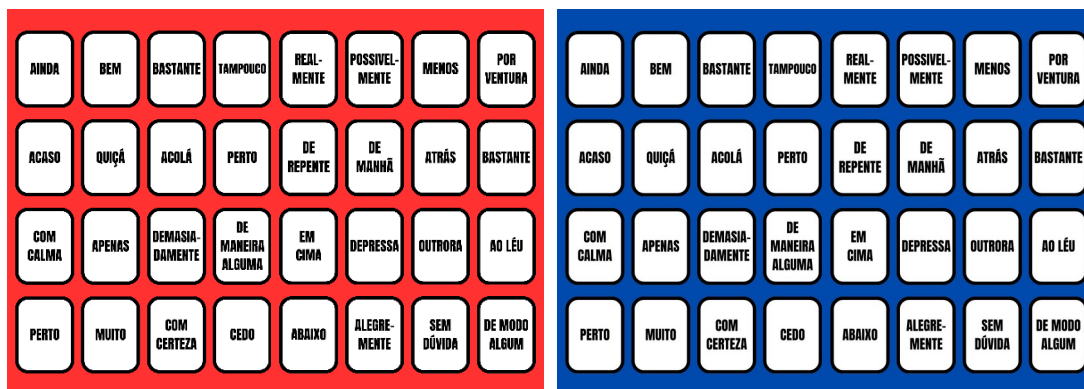 AINDA BEM BASTANTE TAMPOUCO REAL-
MENTE POSSIVEL-
MENTE MENOS POR
VENTURA
ACASO QUIÇÁ ACOLÁ PERTO DE
REPENTE DE
MANHÃ ATRÁS BASTANTE
COM
CALMA APENAS DEMASIA-
DAMENTE DE
MANEIRA
ALGUMA EM
CIMA DEPRESSA OUTRORA AO LÉU
PERTO MUITO COM
CERTEZA CEDO ABAIXO ALEGRE-
MENTE SEM
DÚVIDA DE MODO
ALGUM
AINDA BEM BASTANTE TAMPOUCO REAL-
MENTE POSSIVEL-
MENTE MENOS POR
VENTURA
ACASO QUIÇÁ ACOLÁ PERTO DE
REPENTE DE
MANHÃ ATRÁS BASTANTE
COM
CALMA APENAS DEMASIA-
DAMENTE DE
MANEIRA
ALGUMA EM
CIMA DEPRESSA OUTRORA AO LÉU
PERTO MUITO COM
CERTEZA CEDO ABAIXO ALEGRE-
MENTE SEM
DÚVIDA DE MODO
ALGUM